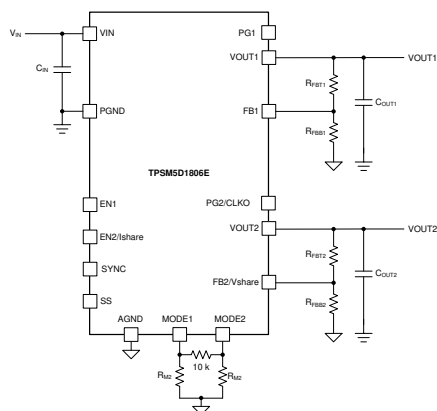 VIN
VIN
PG1
VOUT1
VOUT1
CIN
RFBT1
COUT1
PGND
FB1
RFBB1
TPSM5D1806E
EN1
PG2/CLKO
EN2/Ishare
VOUT2
VOUT2
SYNC
RFBT2
COUT2
FB2/Vshare
SS
RFBB2
AGND
MODE1
MODE2
10 k
RM2
RM2